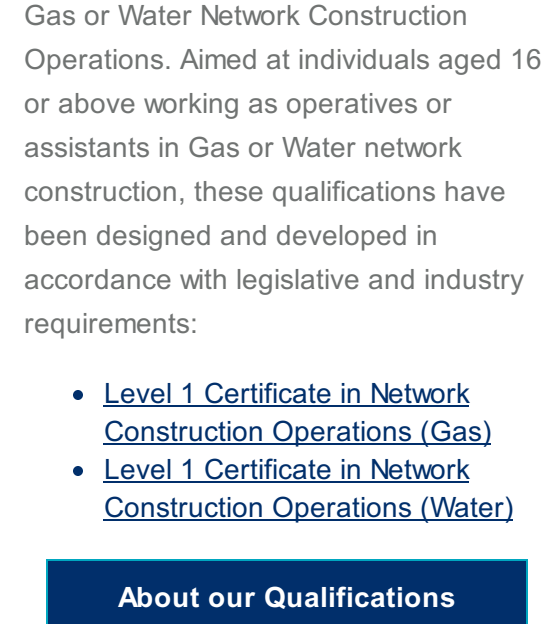 Gas or Water Network Construction
Operations. Aimed at individuals aged 16
or above working as operatives or
assistants in Gas or Water network
construction, these qualifications have
been designed and developed in
accordance with legislative and industry
requirements:
Level 1 Certificate in Network
Construction Operations (Gas)
Level 1 Certificate in Network
Construction Operations (Water)
About our Qualifications